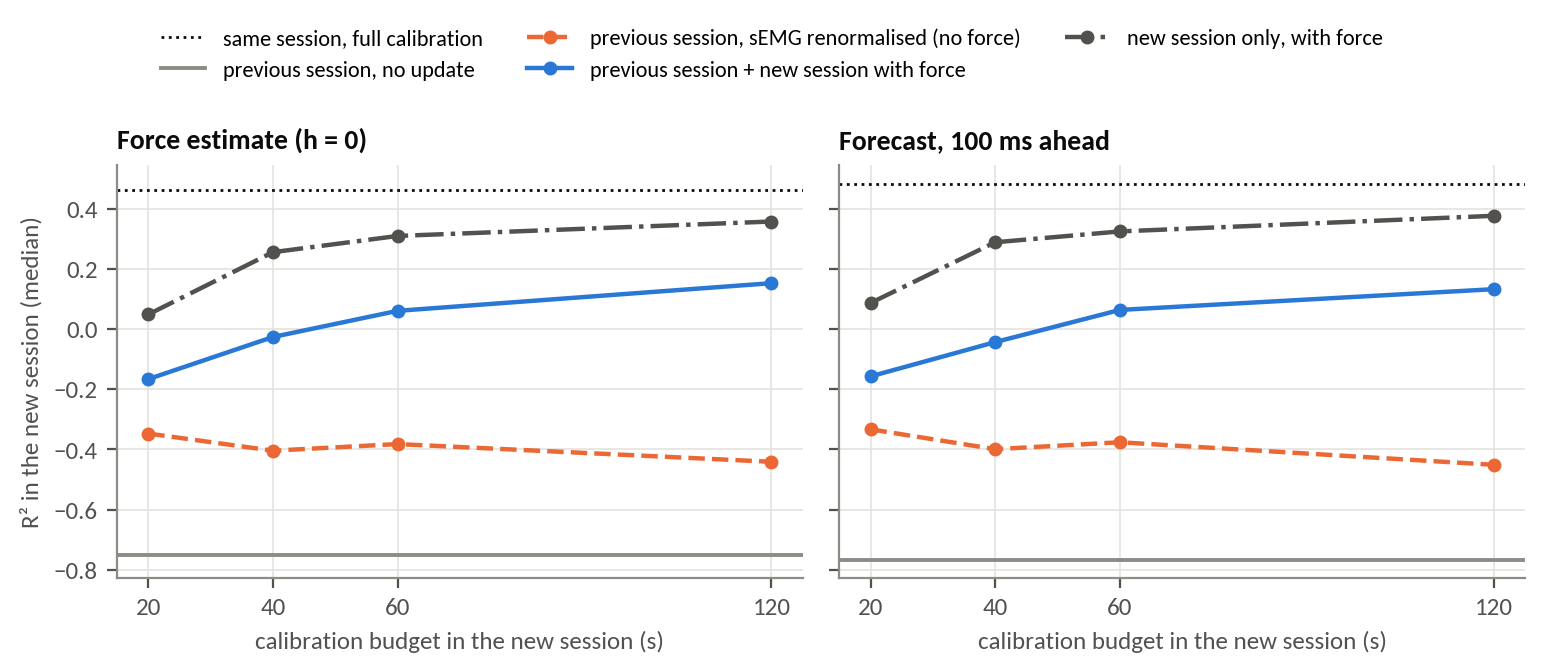 same session, full calibration
previous session, no update
previous session, sEMG renormalised (no force)
previous session + new session with force
new session only, with force
Force estimate (h = 0)
R² in the new session (median)
0.4
0.2
0.0
−0.2
−0.4
−0.6
−0.8
20 40 60 120
calibration budget in the new session (s)
Forecast, 100 ms ahead
20 40 60 120
calibration budget in the new session (s)